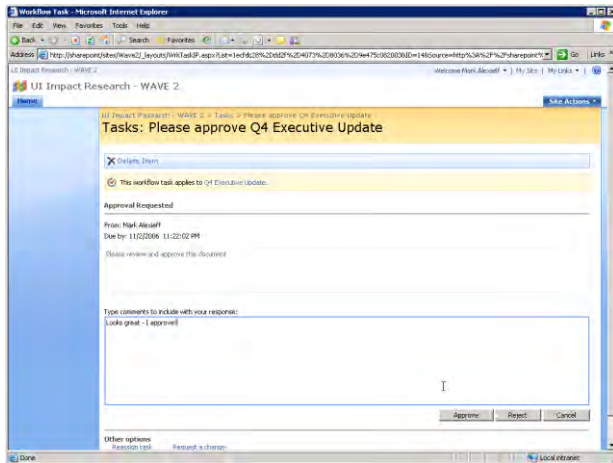 Workflow Task - Microsoft Internet Explorer
File Edit View Favorites Tools Help
Back Search Favorites
Address Go Links
UI Impact Research - WAVE 2 Welcome Mark Alexieff | My Site | My Links
UI Impact Research - WAVE 2
Home Site Actions
UI Impact Research - WAVE 2 > Tasks > Please approve Q4 Executive Update
Tasks: Please approve Q4 Executive Update
Delete Item
This workflow task applies to Q4 Executive Update.
Approval Requested
From: Mark Alexieff
Due by: 11/2/2006 11:22:02 PM
Please review and approve this document
Type comments to include with your response:
Looks great - I approve!
Approve Reject Cancel
Other options
Reassign task Request a change
Done Local intranet